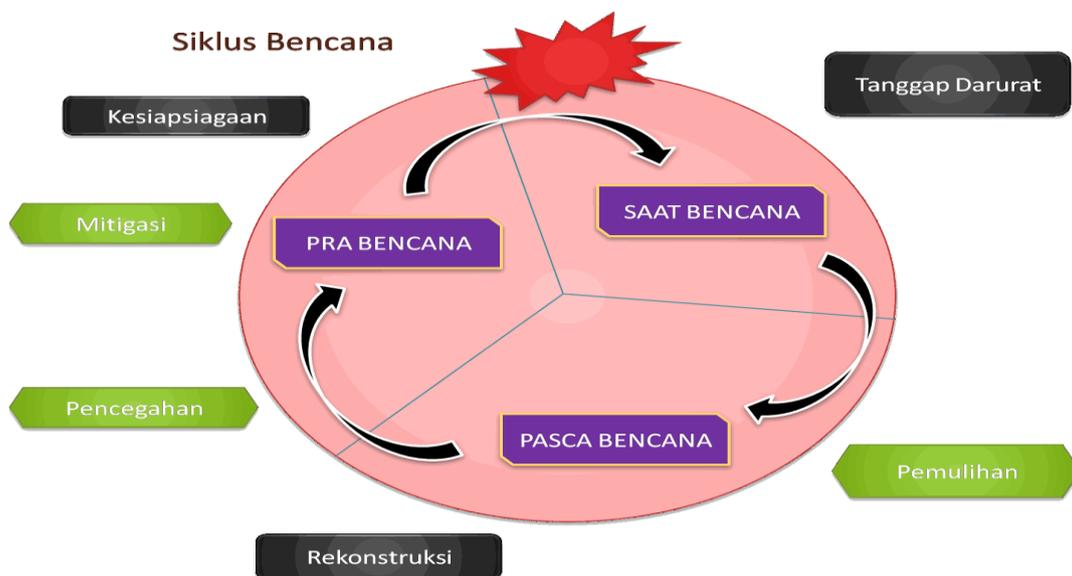 Siklus Bencana
Tanggap Darurat
Kesiapsiagaan
Mitigasi
SAAT BENCANA
PRA BENCANA
Pencegahan
PASCA BENCANA
Pemulihan
Rekonstruksi